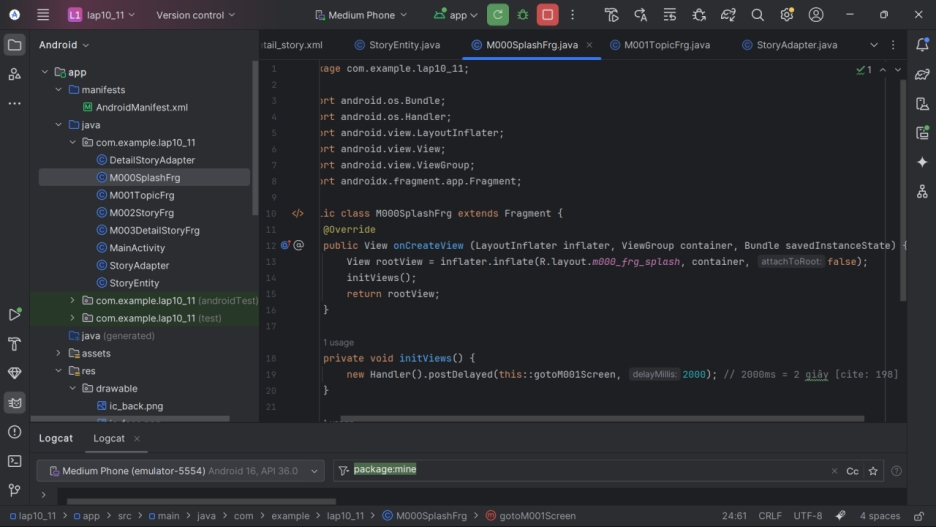 L1 lap10_11 Version control Medium Phone app
Android
tail_story.xml StoryEntity.java M000SplashFrg.java M001TopicFrg.java StoryAdapter.java
app
manifests
AndroidManifest.xml
java
com.example.lap10_11
DetailStoryAdapter
M000SplashFrg
M001TopicFrg
M002StoryFrg
M003DetailStoryFrg
MainActivity
StoryAdapter
StoryEntity
com.example.lap10_11 (androidTest)
com.example.lap10_11 (test)
java (generated)
assets
res
drawable
ic_back.png
1 kage com.example.lap10_11;
1
2
3 ort android.os.Bundle;
4 ort android.os.Handler;
5 ort android.view.LayoutInflater;
6 ort android.view.View;
7 ort android.view.ViewGroup;
8 ort androidx.fragment.app.Fragment;
9
10 lic class M000SplashFrg extends Fragment {
11 @Override
12 public View onCreateView (LayoutInflater inflater, ViewGroup container, Bundle savedInstanceState) {
13 View rootView = inflater.inflate(R.layout.m000_frg_splash, container, attachToRoot: false);
14 initViews();
15 return rootView;
16 }
17
1 usage
18 private void initViews() {
19 new Handler().postDelayed(this::gotoM001Screen, delayMillis: 2000); // 2000ms = 2 giây [cite: 198]
20 }
21
Logcat Logcat
Medium Phone (emulator-5554) Android 16, API 36.0 package:mine Cc
lap10_11 > app > src > main > java > com > example > lap10_11 > M000SplashFrg > gotoM001Screen 24:61 CRLF UTF-8 4 spaces